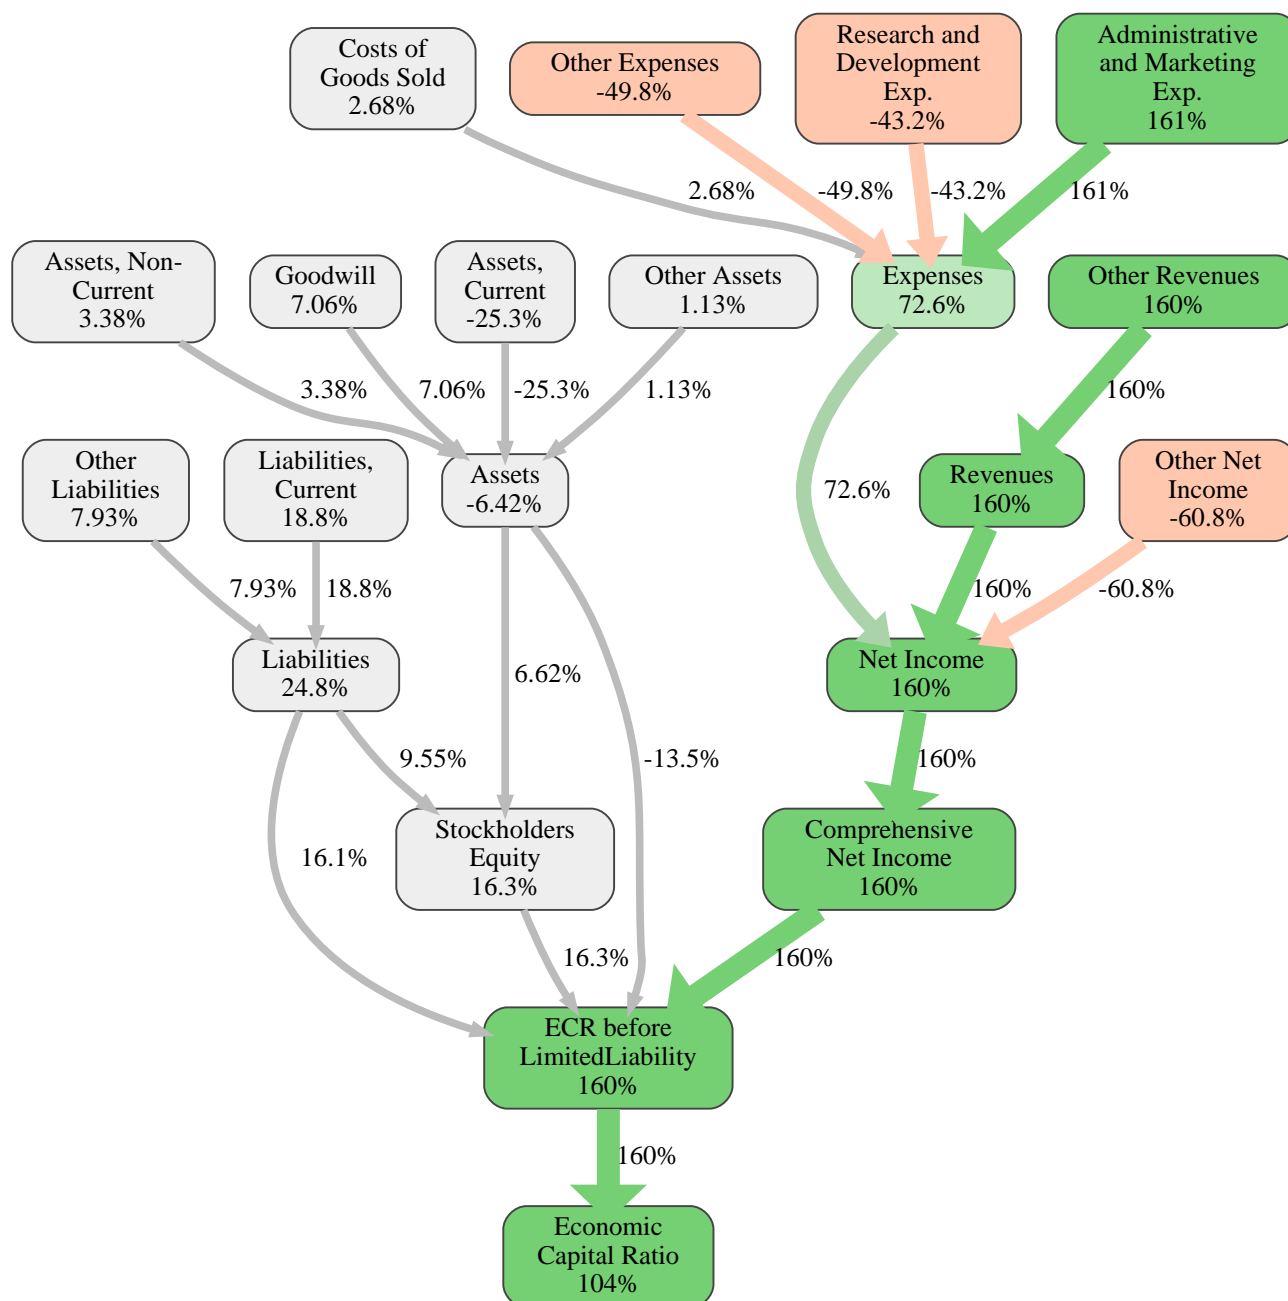 Costs of
Goods Sold
2.68%
Other Expenses
-49.8%
Research and
Development
Exp.
-43.2%
Administrative
and Marketing
Exp.
161%
2.68%
-49.8%
-43.2%
161%
Assets, Non-
Current
3.38%
Goodwill
7.06%
Assets,
Current
-25.3%
Other Assets
1.13%
Expenses
72.6%
Other Revenues
160%
3.38%
7.06%
-25.3%
1.13%
160%
Other
Liabilities
7.93%
Liabilities,
Current
18.8%
Assets
-6.42%
72.6%
Revenues
160%
Other Net
Income
-60.8%
7.93%
18.8%
160%
-60.8%
Liabilities
24.8%
6.62%
Net Income
160%
9.55%
-13.5%
160%
16.1%
Stockholders
Equity
16.3%
Comprehensive
Net Income
160%
16.3%
160%
ECR before
LimitedLiability
160%
160%
Economic
Capital Ratio
104%